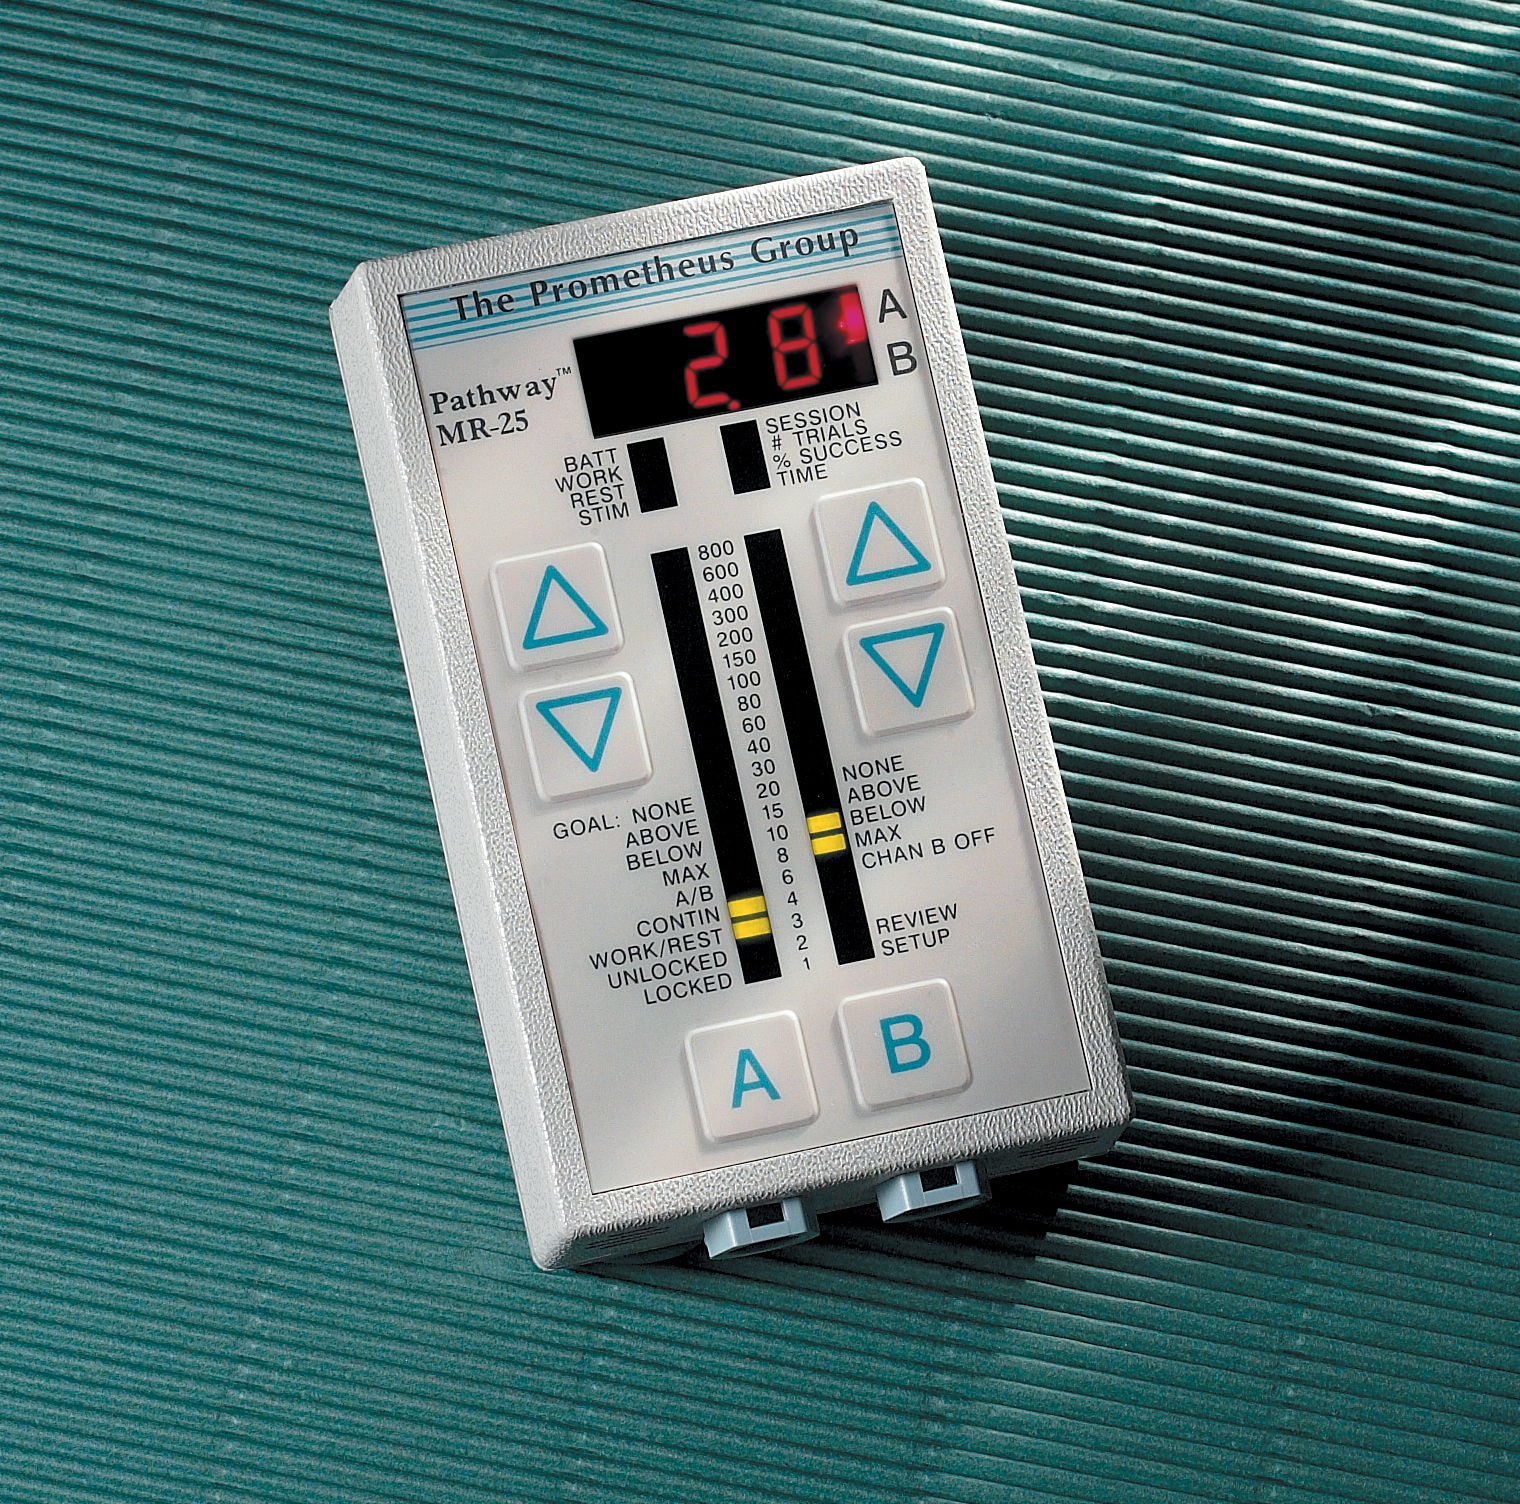 The Prometheus Group
2.8
A
B
Pathway™
MR-25
BATT
WORK
REST
STIM
SESSION
# TRIALS
% SUCCESS
TIME
800
600
400
300
200
150
100
80
60
40
30
20
15
10
8
6
4
3
2
1
GOAL: NONE
ABOVE
BELOW
MAX
A/B
CONTIN
WORK/REST
UNLOCKED
LOCKED
NONE
ABOVE
BELOW
MAX
CHAN B OFF
REVIEW
SETUP
A
B